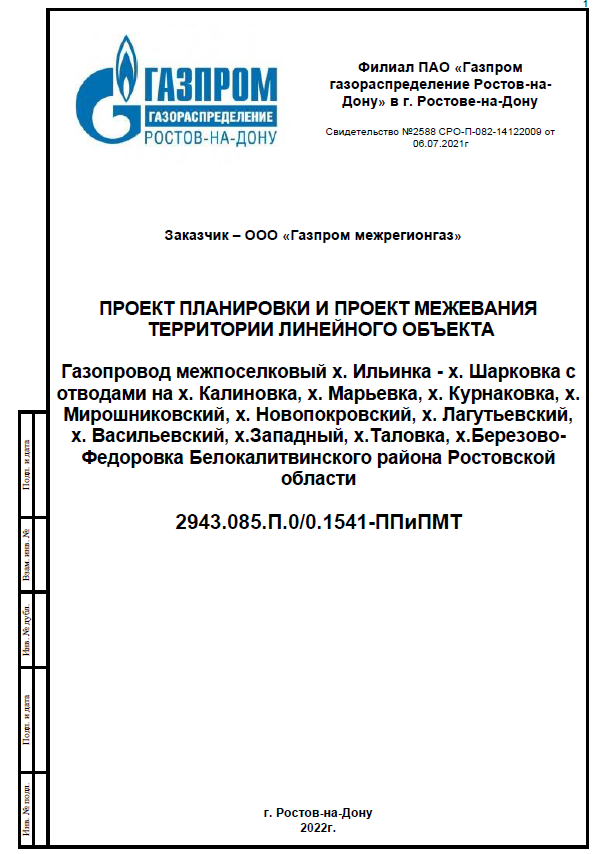 1
ГАЗПРОМ
ГАЗОРАСПРЕДЕЛЕНИЕ
РОСТОВ-НА-ДОНУ
Филиал ПАО «Газпром
газораспределение Ростов-на-
Дону» в г. Ростове-на-Дону
Свидетельство №2588 СРО-П-082-14122009 от
06.07.2021г
Заказчик – ООО «Газпром межрегионгаз»
ПРОЕКТ ПЛАНИРОВКИ И ПРОЕКТ МЕЖЕВАНИЯ
ТЕРРИТОРИИ ЛИНЕЙНОГО ОБЪЕКТА
Газопровод межпоселковый х. Ильинка - х. Шарковка с
отводами на х. Калиновка, х. Марьевка, х. Курнаковка, х.
Мирошниковский, х. Новопокровский, х. Лагутьевский,
х. Васильевский, х.Западный, х.Таловка, х.Березово-
Федоровка Белокалитвинского района Ростовской
области
2943.085.П.0/0.1541-ППиПМТ
Подп. и дата
Взам. инв. №
Инв. № дубл.
Подп. и дата
Инв. № подл.
г. Ростов-на-Дону
2022г.